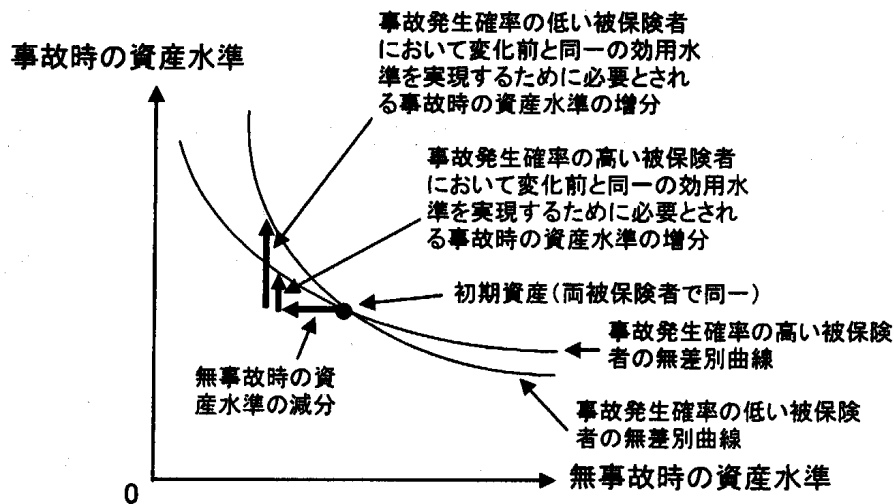 事故時の資産水準
事故発生確率の低い被保険者
において変化前と同一の効用水
準を実現するために必要とされ
る事故時の資産水準の増分
事故発生確率の高い被保険者
において変化前と同一の効用水
準を実現するために必要とされ
る事故時の資産水準の増分
初期資産(両被保険者で同一)
事故発生確率の高い被保険
者の無差別曲線
無事故時の資
産水準の減分
事故発生確率の低い被保険
者の無差別曲線
0
無事故時の資産水準